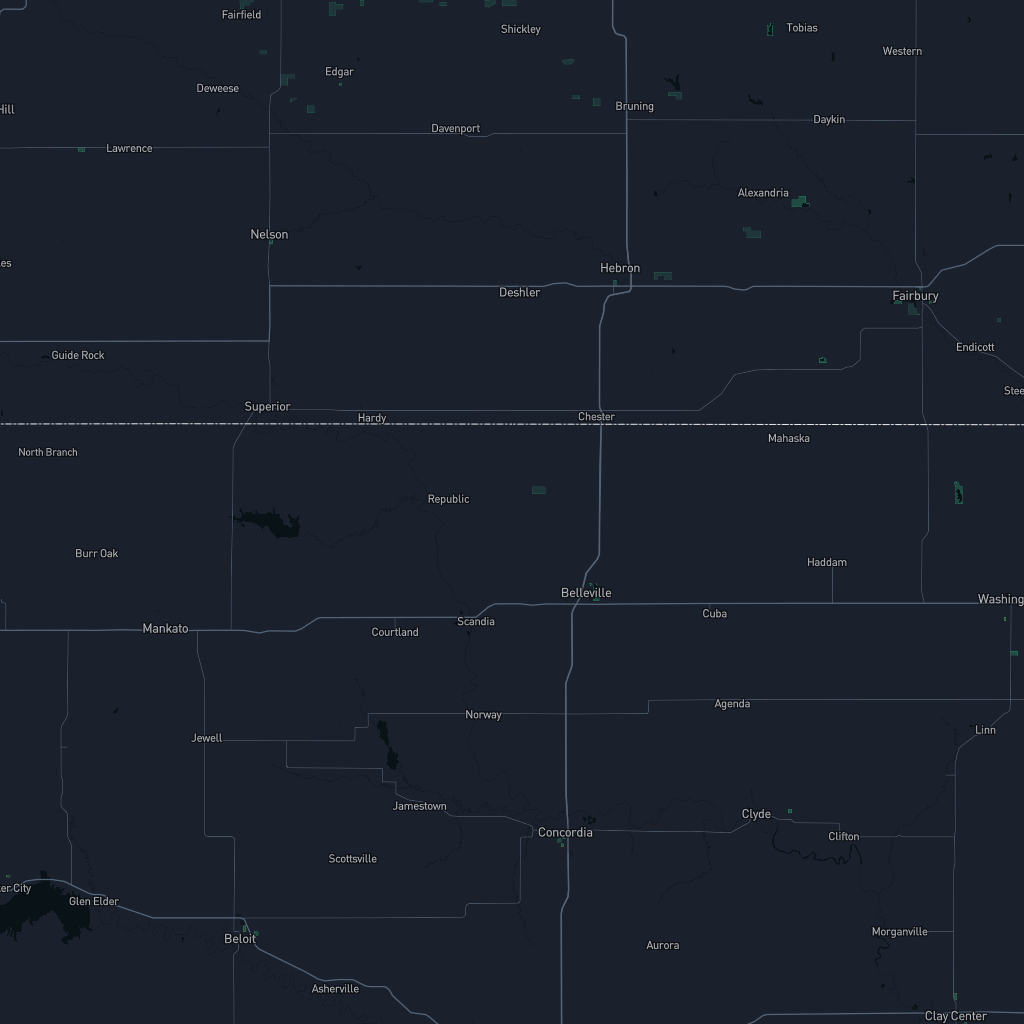 Fairfield
Shickley
Tobias
Western
Edgar
Deweese
Hill
Bruning
Davenport
Daykin
Lawrence
Alexandria
Nelson
es
Hebron
Deshler
Fairbury
Endicott
Guide Rock
Stee
Superior
Hardy
Chester
Mahaska
North Branch
Republic
Burr Oak
Haddam
Belleville
Washing
Cuba
Scandia
Mankato
Courtland
Agenda
Norway
Linn
Jewell
Jamestown
Clyde
Concordia
Clifton
Scottsville
er City
Glen Elder
Morganville
Beloit
Aurora
Asherville
Clay Center